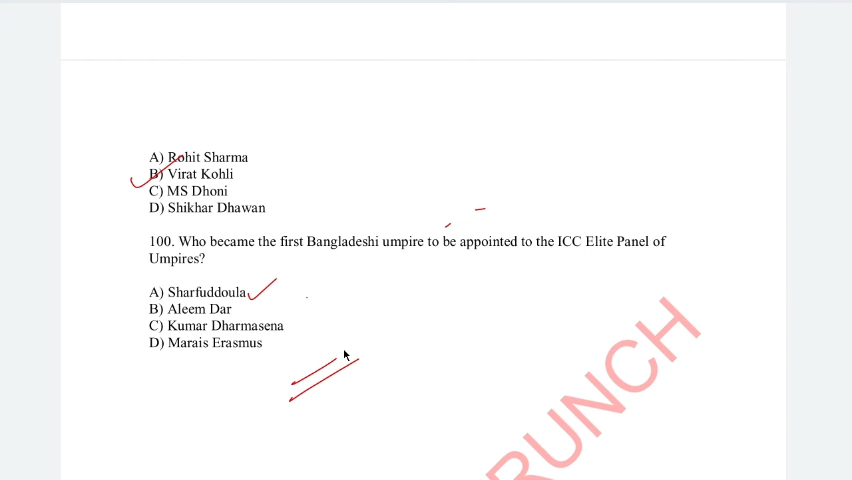 A) Rohit Sharma
B) Virat Kohli
C) MS Dhoni
D) Shikhar Dhawan
100. Who became the first Bangladeshi umpire to be appointed to the ICC Elite Panel of
Umpires?
A) Sharfuddoula
B) Aleem Dar
C) Kumar Dharmasena
D) Marais Erasmus
RUNCH